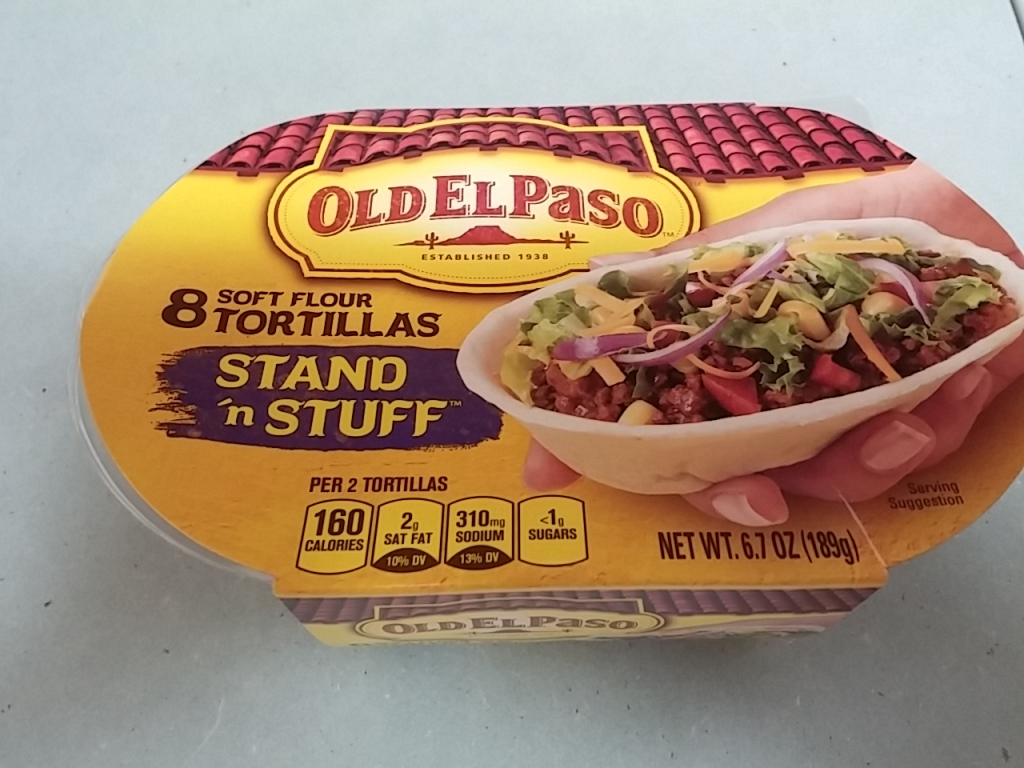 OLD EL PASO™
ESTABLISHED 1938
8 SOFT FLOUR
TORTILLAS
STAND
'n STUFF™
PER 2 TORTILLAS
160
CALORIES
2g
SAT FAT
10% DV
310mg
SODIUM
13% DV
<1g
SUGARS
Serving
Suggestion
NET WT. 6.7 OZ (189g)
OLD EL PASO